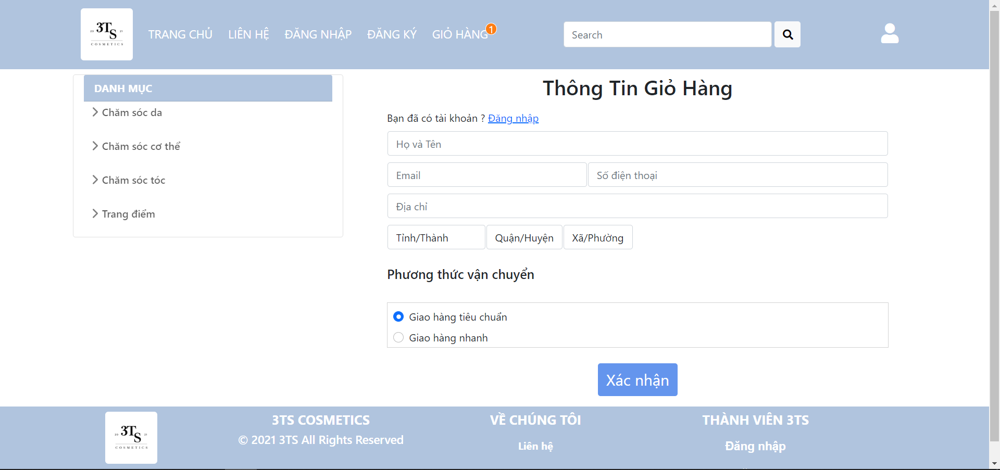 3TS
20 21
COSMETICS
TRANG CHỦ LIÊN HỆ ĐĂNG NHẬP ĐĂNG KÝ GIỎ HÀNG 1 Search
DANH MỤC
Chăm sóc da
Chăm sóc cơ thể
Chăm sóc tóc
Trang điểm
Thông Tin Giỏ Hàng
Bạn đã có tài khoản ? Đăng nhập
Họ và Tên
Email Số điện thoại
Địa chỉ
Tỉnh/Thành Quận/Huyện Xã/Phường
Phương thức vận chuyển
Giao hàng tiêu chuẩn
Giao hàng nhanh
Xác nhận
3TS
20 21
COSMETICS
3TS COSMETICS
© 2021 3TS All Rights Reserved
VỀ CHÚNG TÔI
Liên hệ
THÀNH VIÊN 3TS
Đăng nhập